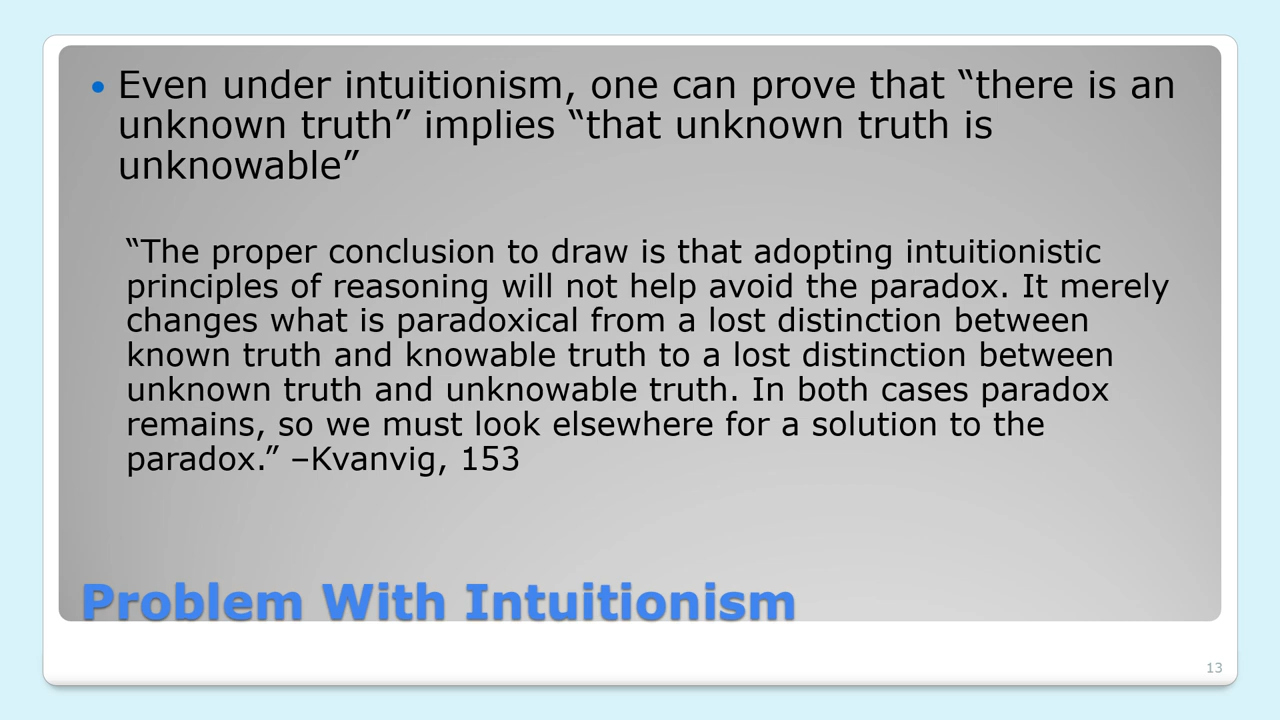 Even under intuitionism, one can prove that “there is an
unknown truth” implies “that unknown truth is
unknowable”
“The proper conclusion to draw is that adopting intuitionistic
principles of reasoning will not help avoid the paradox. It merely
changes what is paradoxical from a lost distinction between
known truth and knowable truth to a lost distinction between
unknown truth and unknowable truth. In both cases paradox
remains, so we must look elsewhere for a solution to the
paradox.” –Kvanvig, 153
Problem With Intuitionism
13